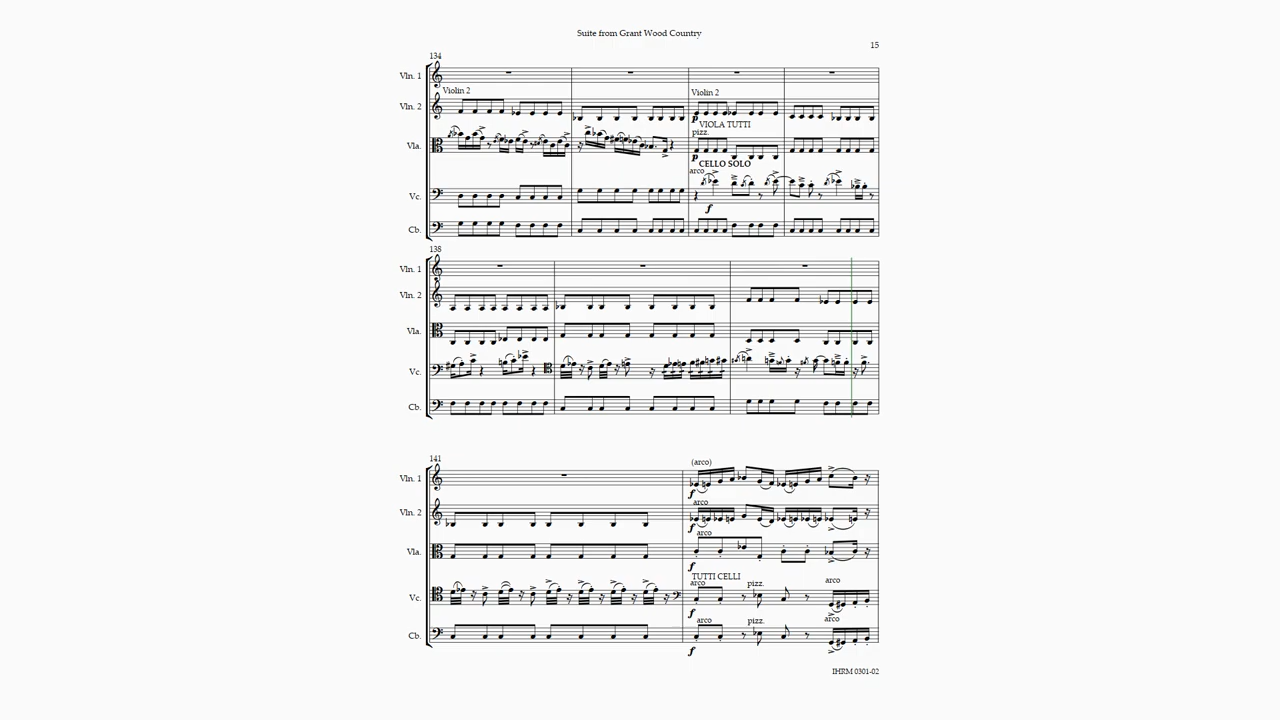 Suite from Grant Wood Country
15
134
Vln. 1
Violin 2
Violin 2
Vln. 2
p
VIOLA TUTTI
pizz.
Vla.
p
CELLO SOLO
arco
Vc.
f
Cb.
138
Vln. 1
Vln. 2
Vla.
Vc.
Cb.
141
(arco)
Vln. 1
f
arco
Vln. 2
f
arco
Vla.
f
TUTTI CELLI
arco
pizz.
arco
Vc.
f
arco
pizz.
arco
Cb.
f
IHRM 0301-02